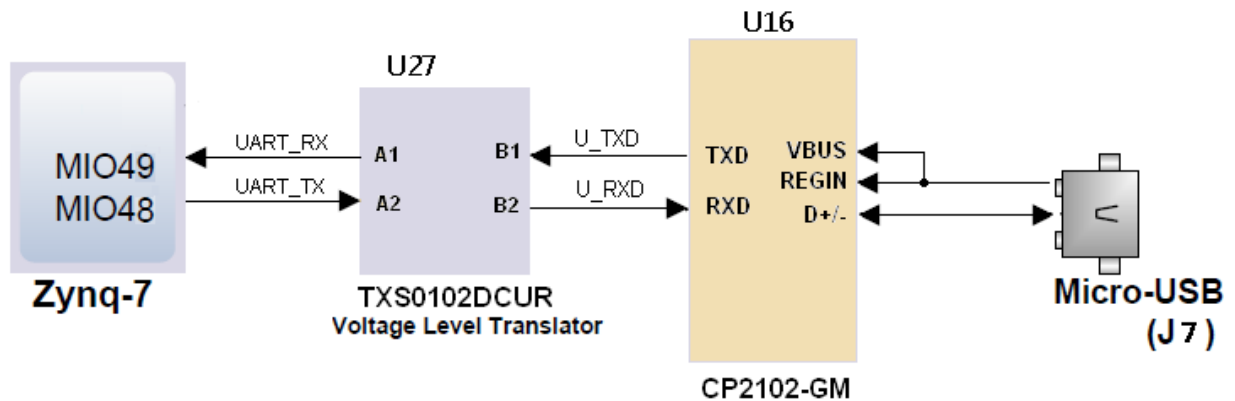 U16
U27
UART_RX
A1
B1
U_TXD
TXD
VBUS
MIO49
REGIN
UART_TX
A2
B2
U_RXD
RXD
D+/-
MIO48
Zynq-7
TXS0102DCUR
Voltage Level Translator
Micro-USB
(J7)
CP2102-GM